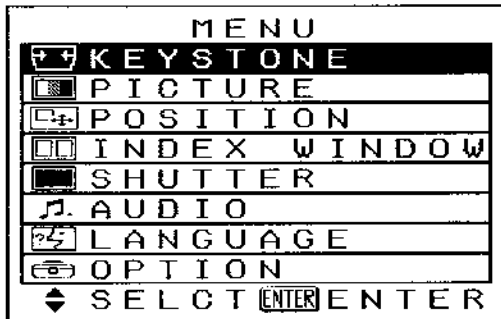 MENU
KEYSTONE
PICTURE
POSITION
INDEX WINDOW
SHUTTER
AUDIO
LANGUAGE
OPTION
SELCT ENTER ENTER